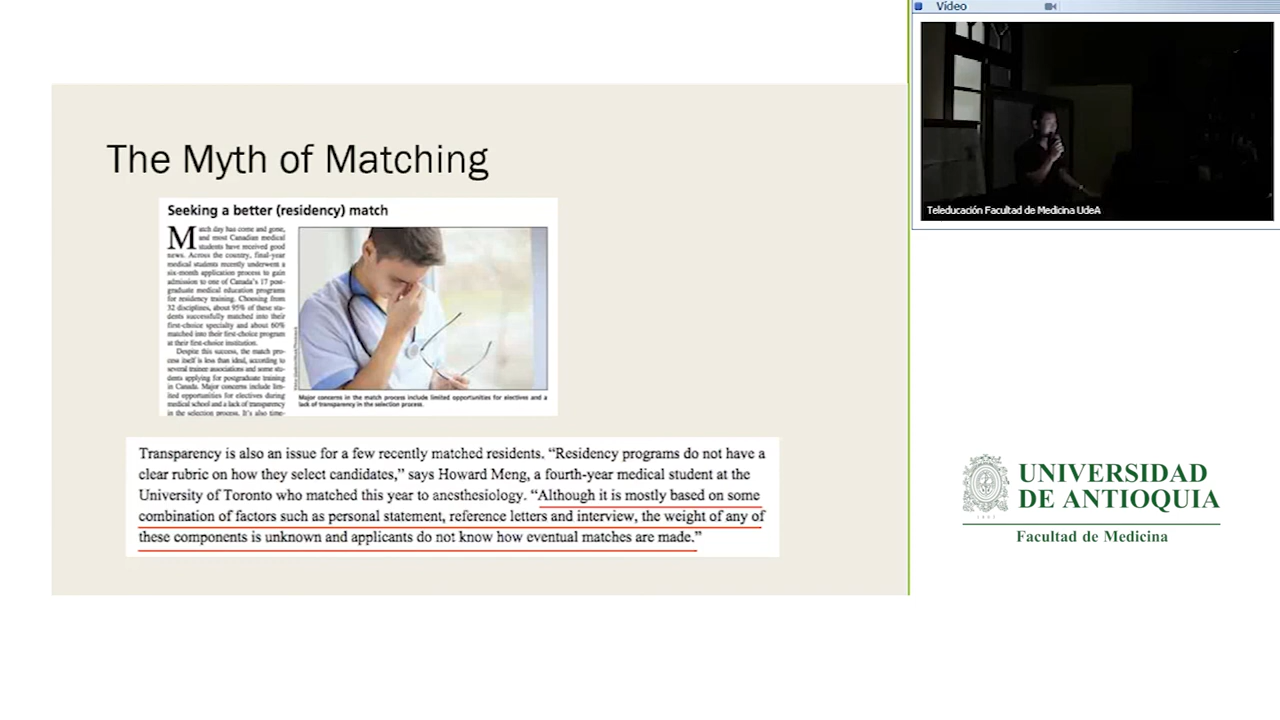 The Myth of Matching
Seeking a better (residency) match
Match day has come and gone,
and most Canadian medical
students have received good
news. Across the country, final-year
medical students recently underwent a
six-month application process to gain
admission to one of Canada's 17 post-
graduate medical education programs
for residency training. Choosing from
32 disciplines, about 95% of these stu-
dents successfully matched into their
first-choice specialty and about 60%
matched into their first-choice program
at their first-choice institution.
Despite this success, the match pro-
cess itself is less than ideal, according to
several trainee associations and some stu-
dents applying for postgraduate training
in Canada. Major concerns include lim-
ited opportunities for electives during
medical school and a lack of transparency
in the selection process. It's also time-
Major concerns in the match process include limited opportunities for electives and a
lack of transparency in the selection process.
Transparency is also an issue for a few recently matched residents. “Residency programs do not have a
clear rubric on how they select candidates,” says Howard Meng, a fourth-year medical student at the
University of Toronto who matched this year to anesthesiology. “Although it is mostly based on some
combination of factors such as personal statement, reference letters and interview, the weight of any of
these components is unknown and applicants do not know how eventual matches are made.”
Vídeo
Teleducación Facultad de Medicina UdeA
UNIVERSIDAD
DE ANTIOQUIA
Facultad de Medicina